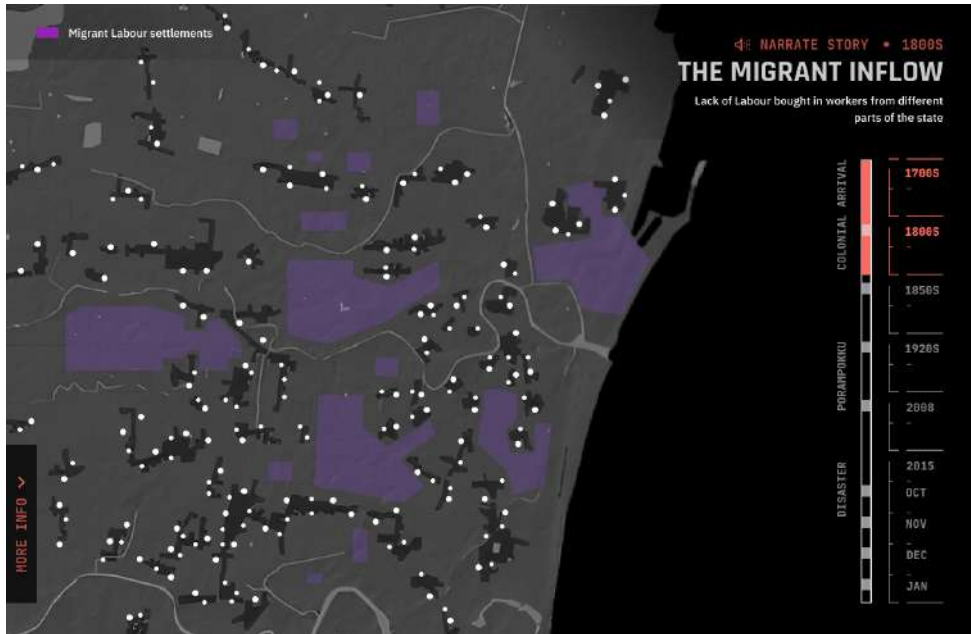 Migrant Labour settlements
NARRATE STORY • 1800S
THE MIGRANT INFLOW
Lack of Labour bought in workers from different
parts of the state
COLONIAL ARRIVAL
1700S
1800S
1850S
1920S
PORAMPOKKU
2008
DISASTER
2015
OCT
NOV
DEC
JAN
MORE INFO